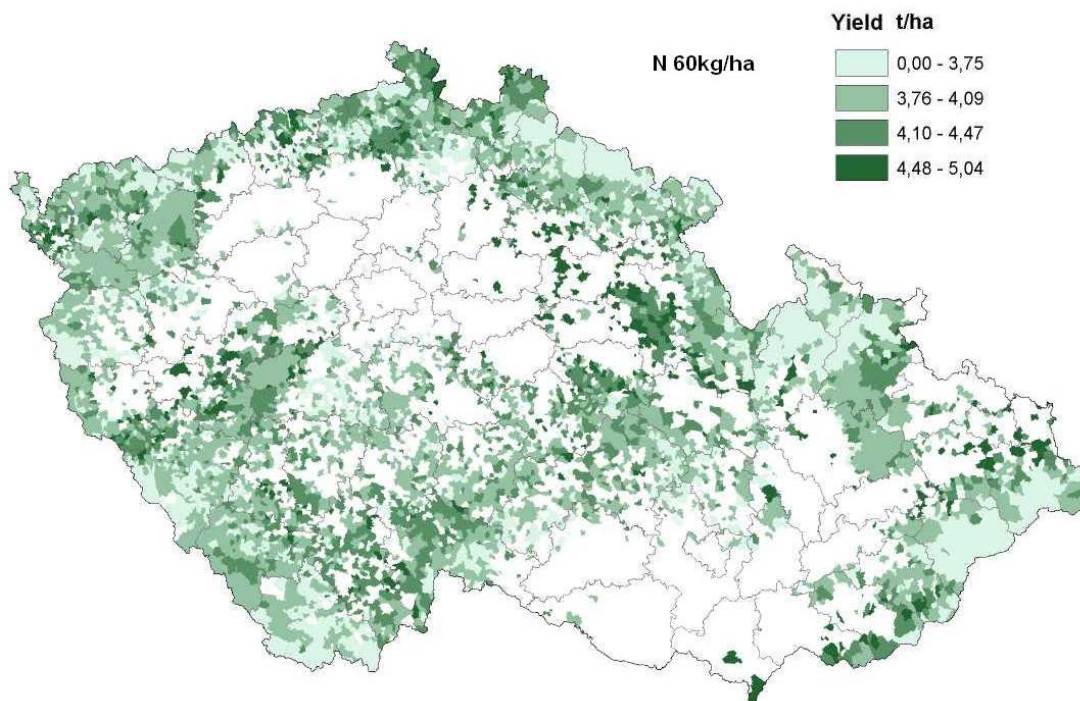 Yield t/ha
N 60kg/ha
0,00 - 3,75
3,76 - 4,09
4,10 - 4,47
4,48 - 5,04